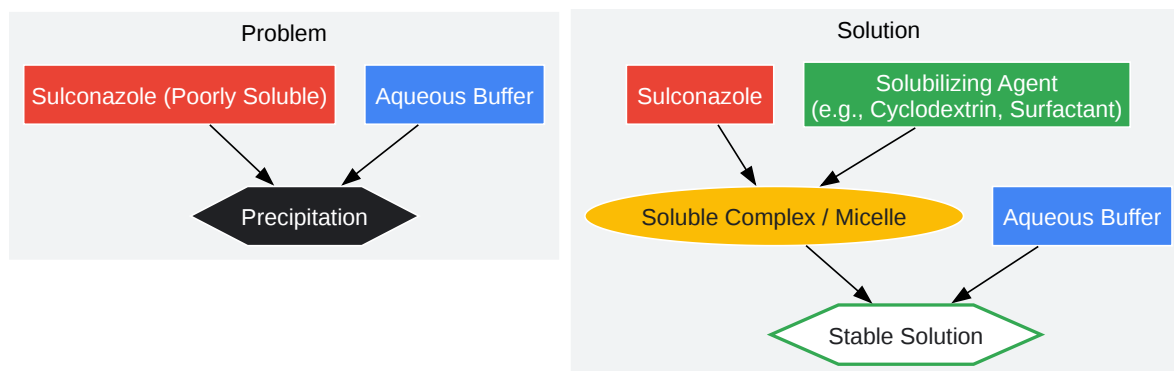 Problem
Sulconazole (Poorly Soluble)
Aqueous Buffer
Precipitation
Solution
Sulconazole
Solubilizing Agent
(e.g., Cyclodextrin, Surfactant)
Soluble Complex / Micelle
Aqueous Buffer
Stable Solution